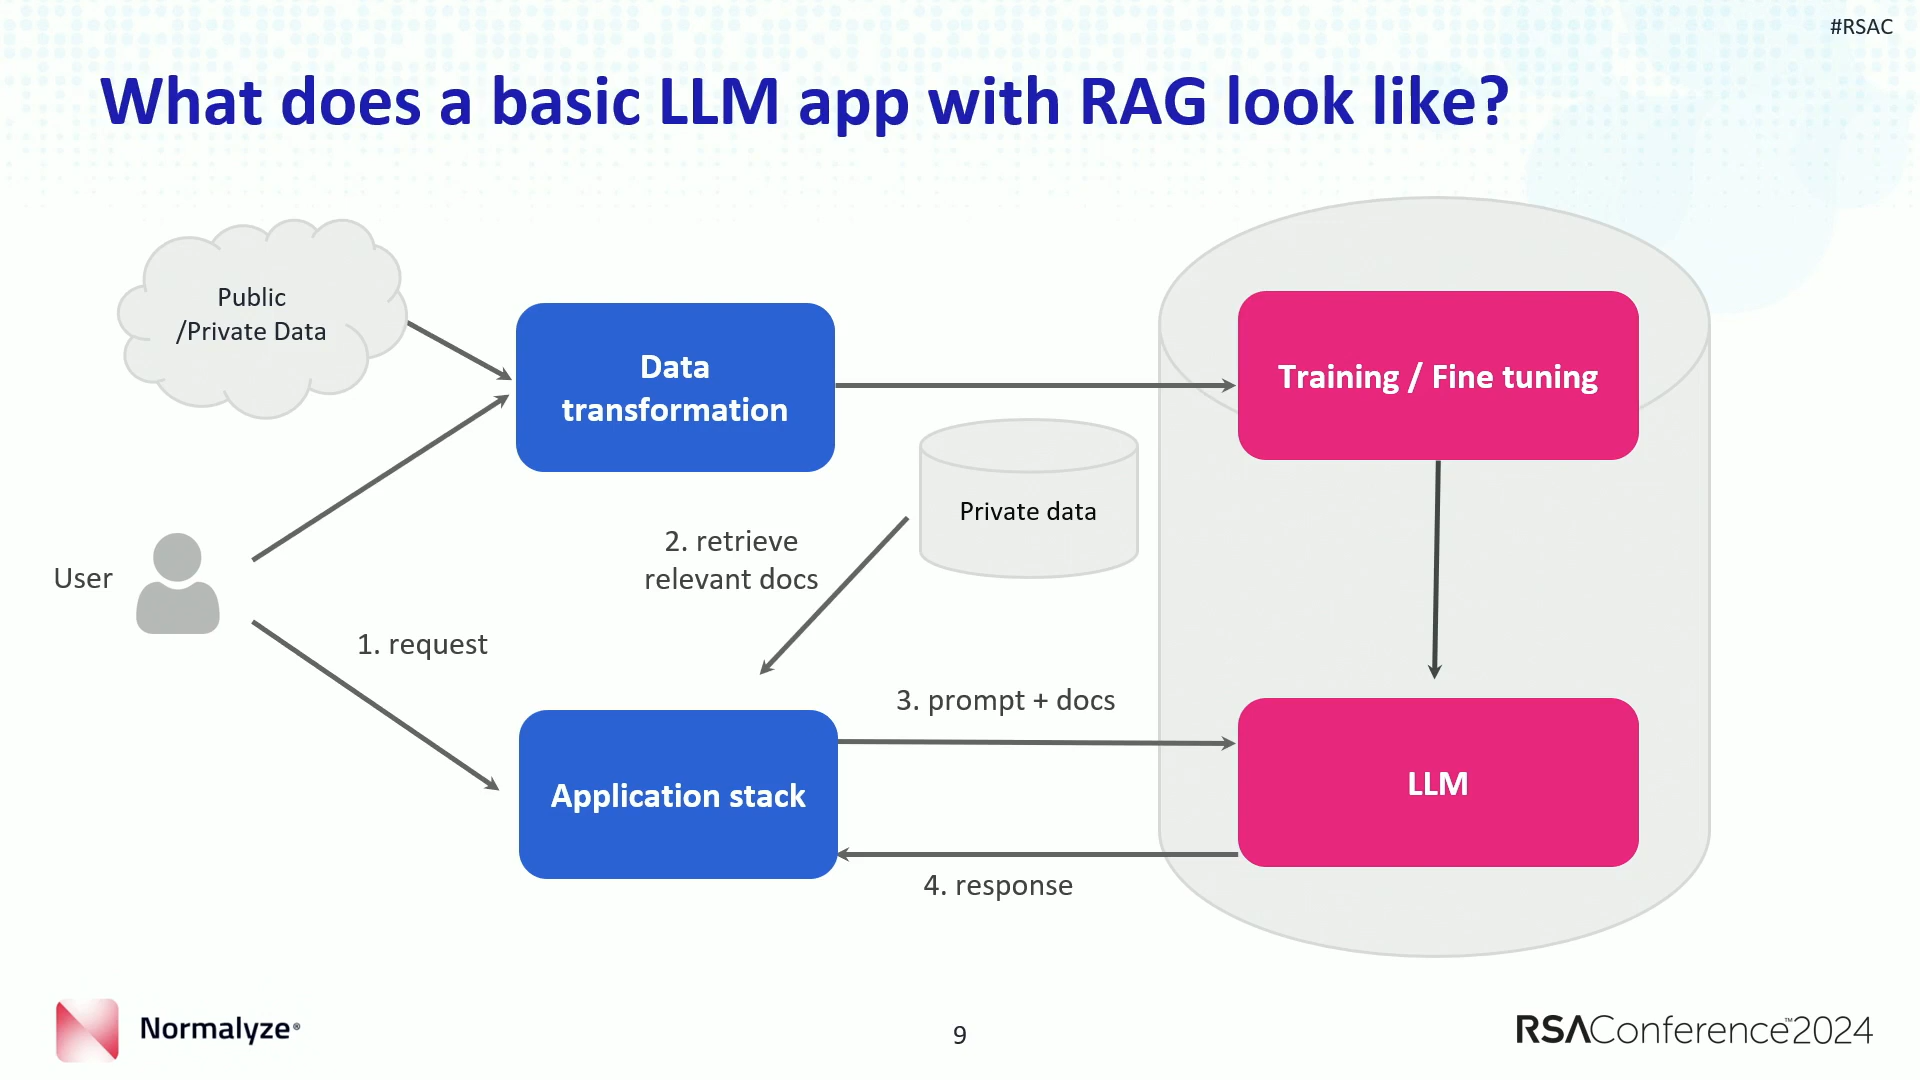 #RSAC
What does a basic LLM app with RAG look like?
Public
/Private Data
Data
transformation
Training / Fine tuning
Private data
2. retrieve
relevant docs
User
1. request
3. prompt + docs
Application stack
LLM
4. response
Normalyze®
9
RSAConference™2024